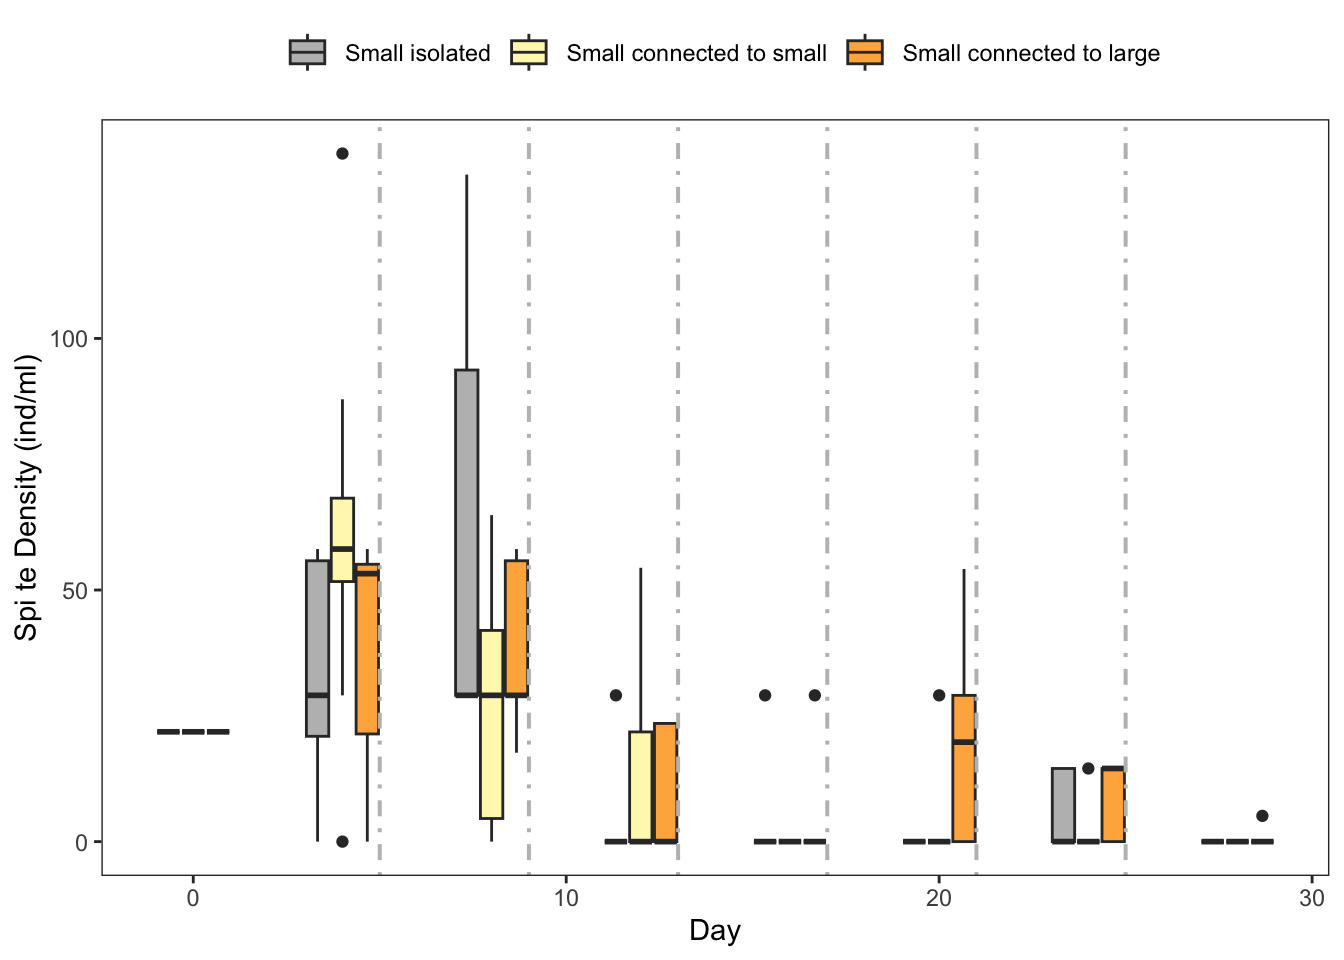 Small isolated Small connected to small Small connected to large
Spi te Density (ind/ml)
100
50
0
0 10 20 30
Day